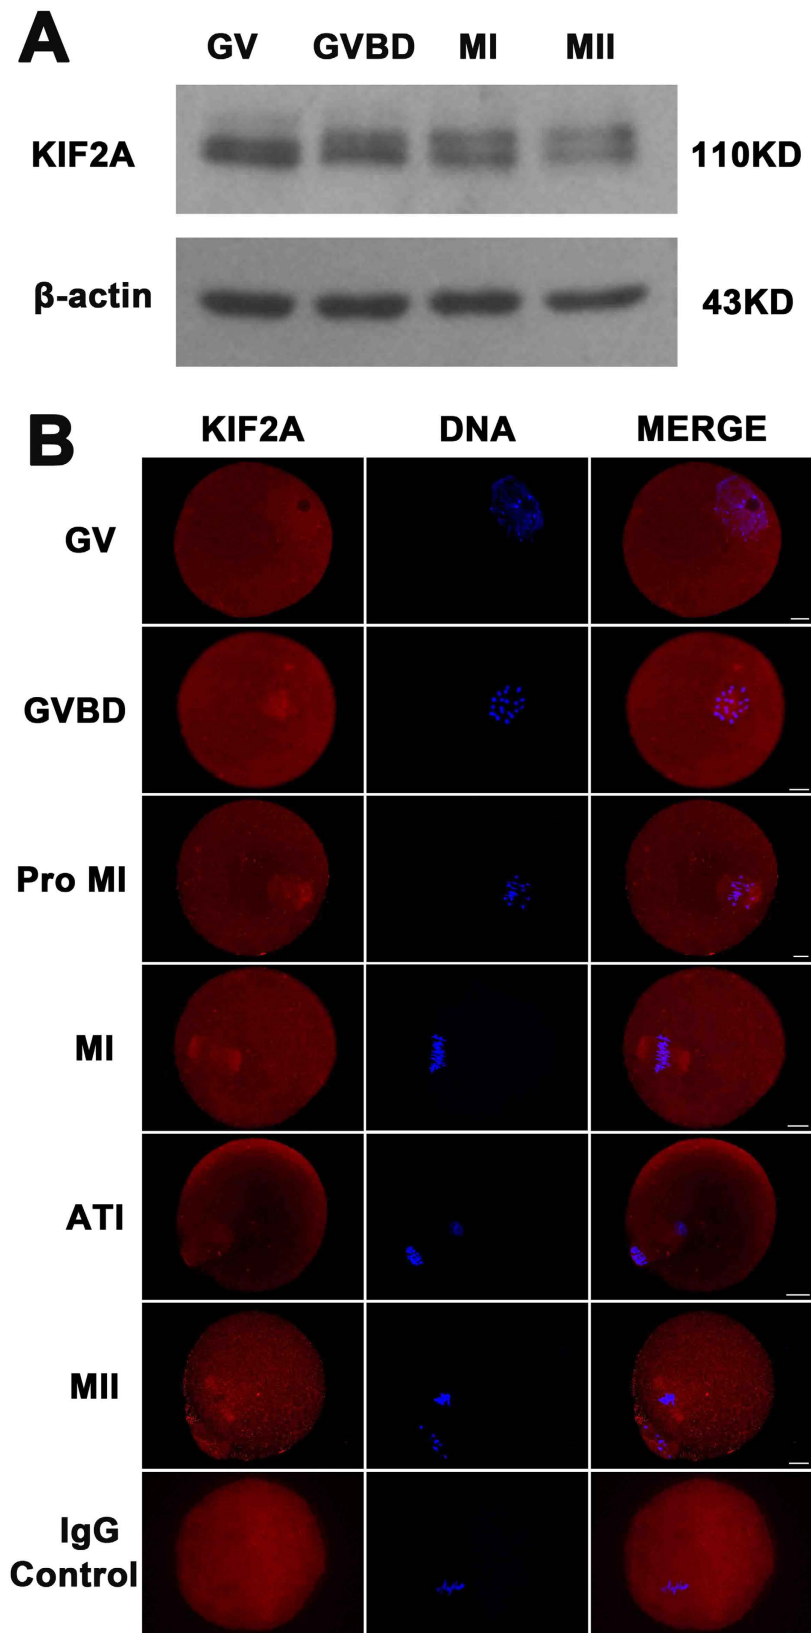 A
GV GVBD MI MII
KIF2A 110KD
β-actin 43KD
B
KIF2A DNA MERGE
GV
GVBD
Pro MI
MI
ATI
MII
IgG
Control